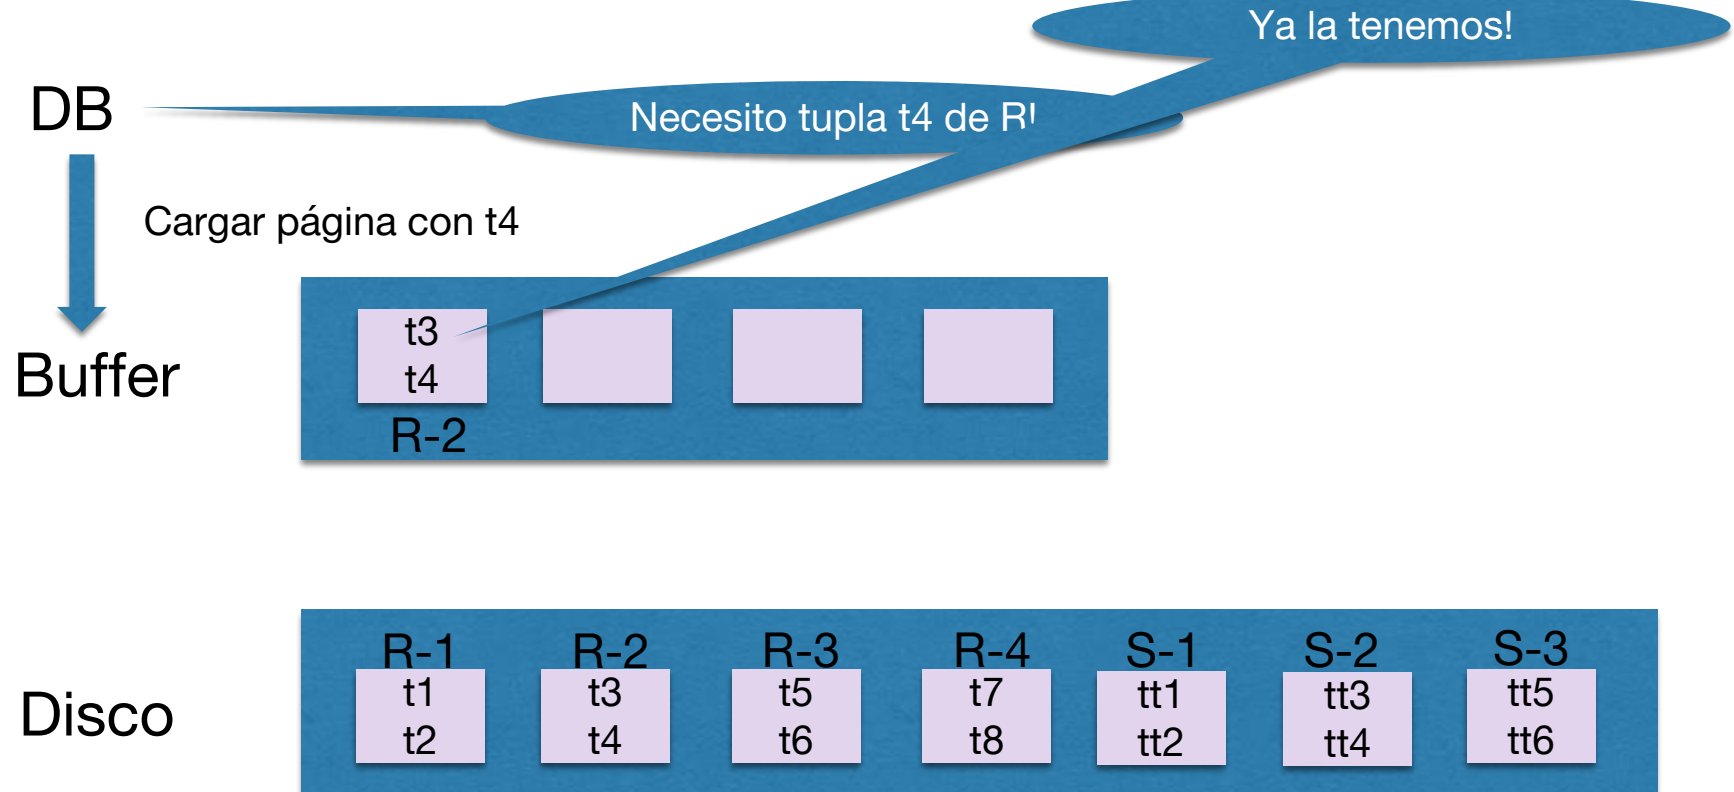 Ya la tenemos!
DB
Necesito tupla t4 de R!
Cargar página con t4
Buffer
t3
t4
R-2
Disco
R-1
t1
t2
R-2
t3
t4
R-3
t5
t6
R-4
t7
t8
S-1
tt1
tt2
S-2
tt3
tt4
S-3
tt5
tt6